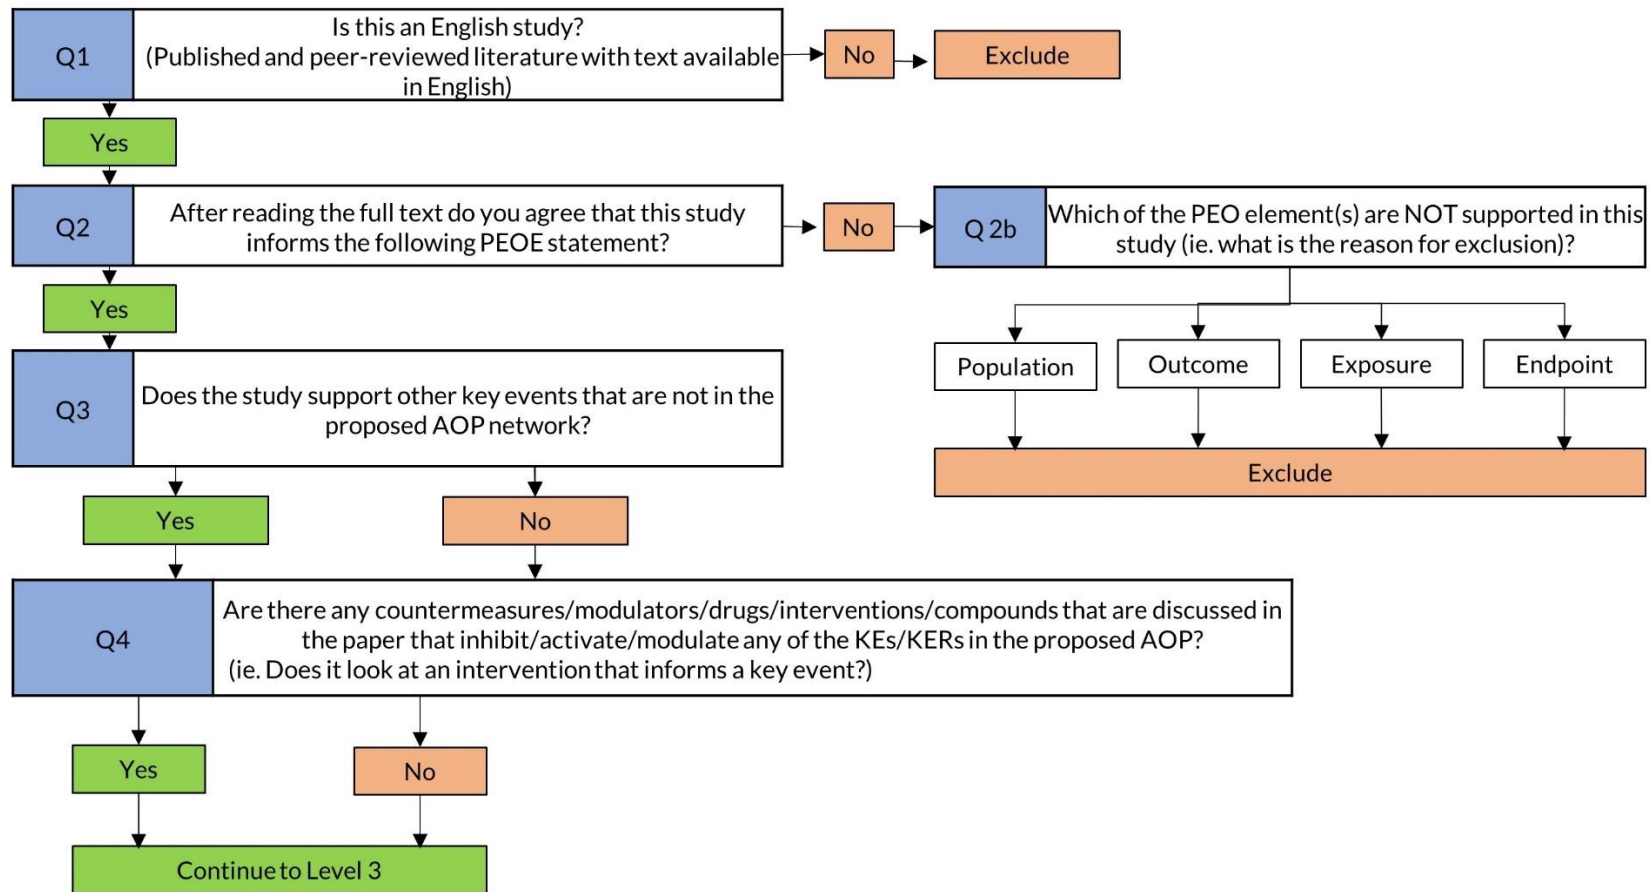 Q1
Is this an English study?
(Published and peer-reviewed literature with text available
in English)
No
Exclude
Yes
Q2
After reading the full text do you agree that this study
informs the following PEOE statement?
No
Q 2b
Which of the PEO element(s) are NOT supported in this
study (ie. what is the reason for exclusion)?
Yes
Population
Outcome
Exposure
Endpoint
Exclude
Q3
Does the study support other key events that are not in the
proposed AOP network?
Yes
No
Q4
Are there any countermeasures/modulators/drugs/interventions/compounds that are discussed in
the paper that inhibit/activate/modulate any of the KEs/KERs in the proposed AOP?
(ie. Does it look at an intervention that informs a key event?)
Yes
No
Continue to Level 3